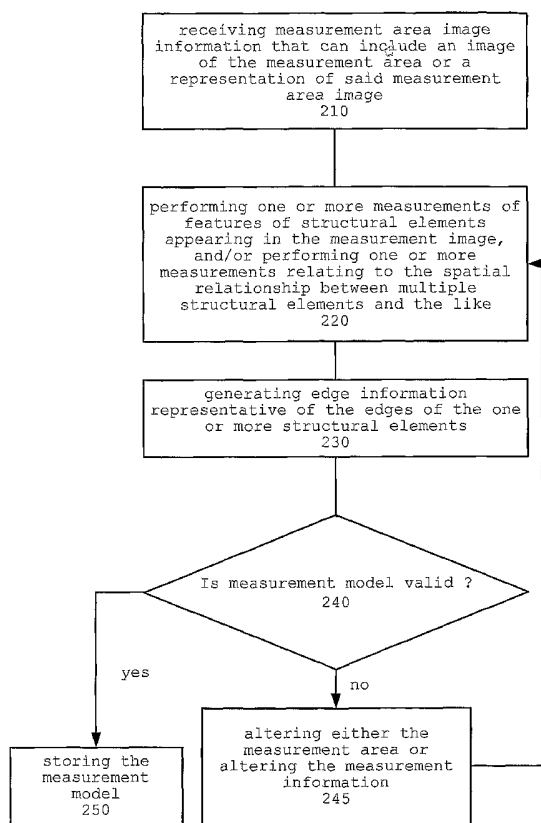 receiving measurement area image
information that can include an image
of the measurement area or a
representation of said measurement
area image
210
performing one or more measurements of
features of structural elements
appearing in the measurement image,
and/or performing one or more
measurements relating to the spatial
relationship between multiple
structural elements and the like
220
generating edge information
representative of the edges of the one
or more structural elements
230
Is measurement model valid ?
240
yes
no
storing the
measurement
model
250
altering either the
measurement area or
altering the measurement
information
245